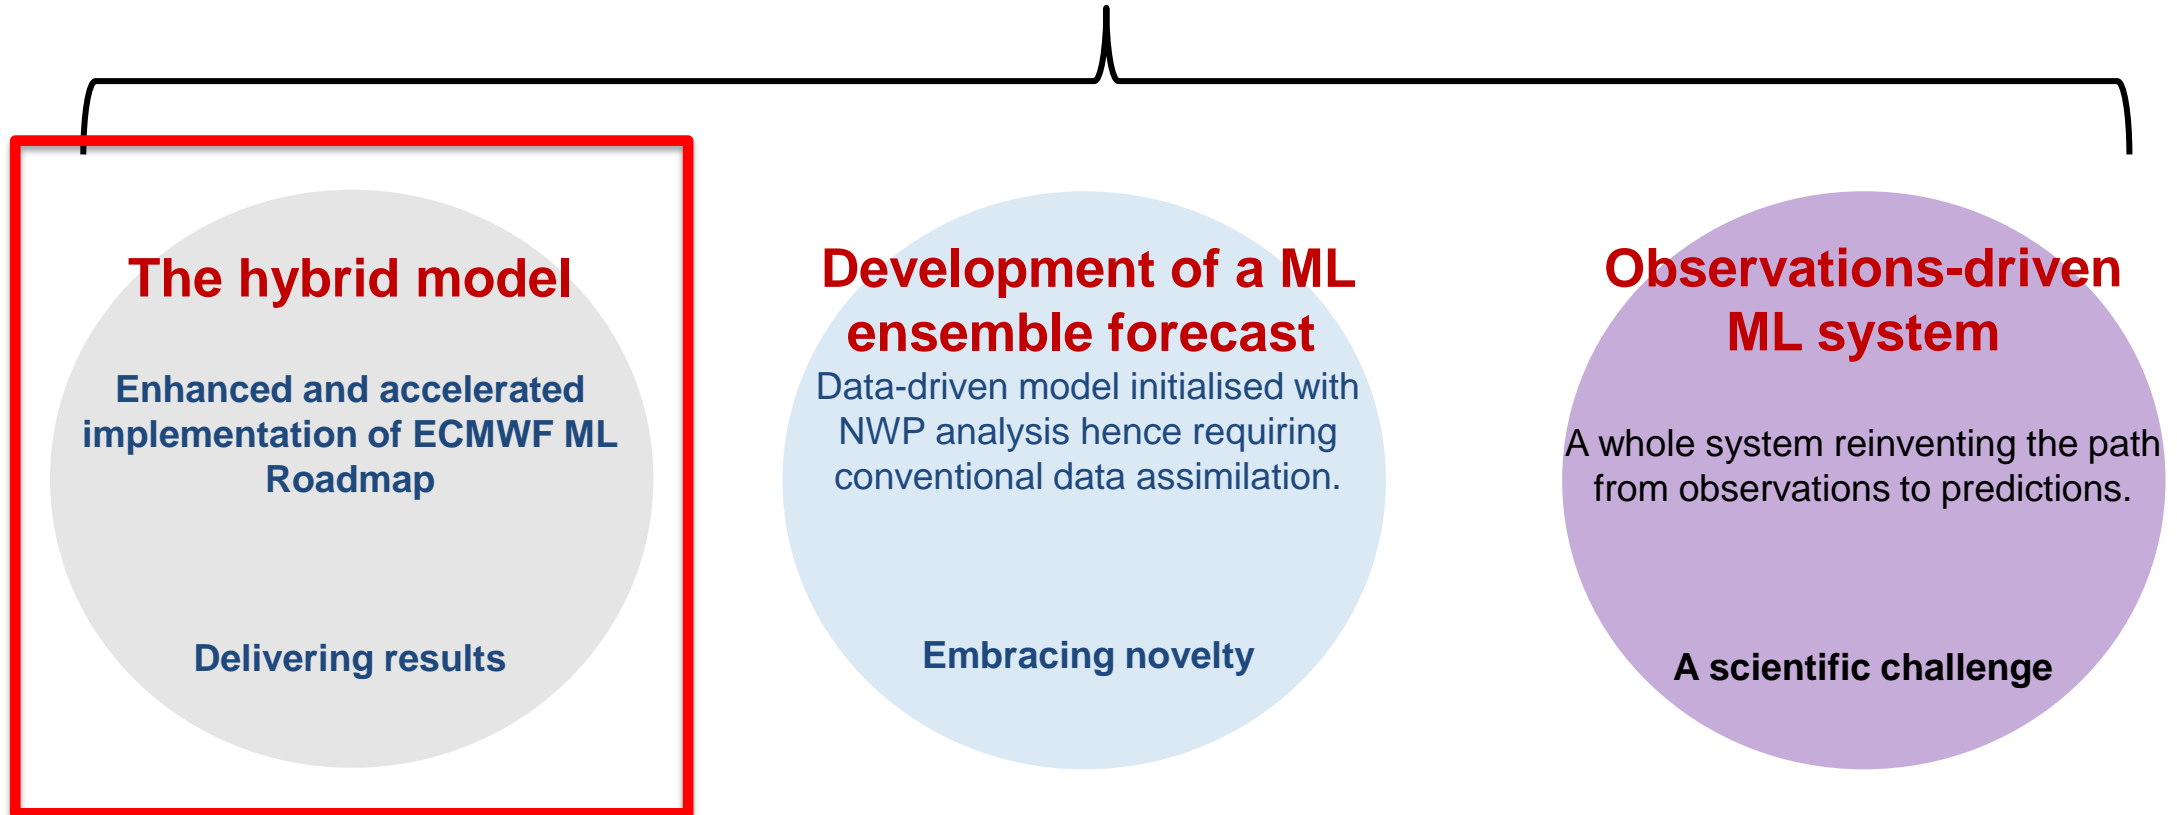 The hybrid model
Enhanced and accelerated
implementation of ECMWF ML
Roadmap
Delivering results
Development of a ML
ensemble forecast
Data-driven model initialised with
NWP analysis hence requiring
conventional data assimilation.
Embracing novelty
Observations-driven
ML system
A whole system reinventing the path
from observations to predictions.
A scientific challenge